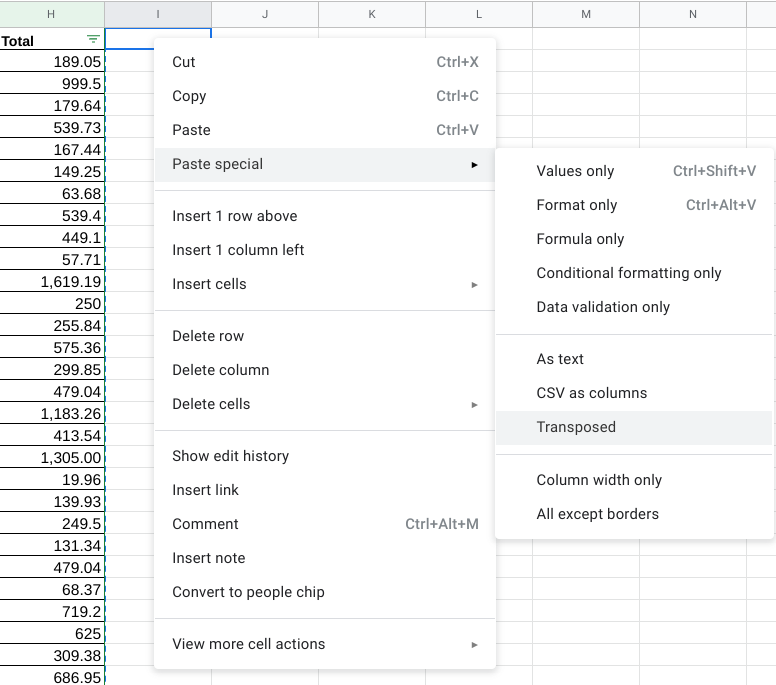 H I J K L M N
Total
189.05
999.5
179.64
539.73
167.44
149.25
63.68
539.4
449.1
57.71
1,619.19
250
255.84
575.36
299.85
479.04
1,183.26
413.54
1,305.00
19.96
139.93
249.5
131.34
479.04
68.37
719.2
625
309.38
686.95
Cut Ctrl+X
Copy Ctrl+C
Paste Ctrl+V
Paste special
Insert 1 row above
Insert 1 column left
Insert cells
Delete row
Delete column
Delete cells
Show edit history
Insert link
Comment Ctrl+Alt+M
Insert note
Convert to people chip
View more cell actions
Values only Ctrl+Shift+V
Format only Ctrl+Alt+V
Formula only
Conditional formatting only
Data validation only
As text
CSV as columns
Transposed
Column width only
All except borders